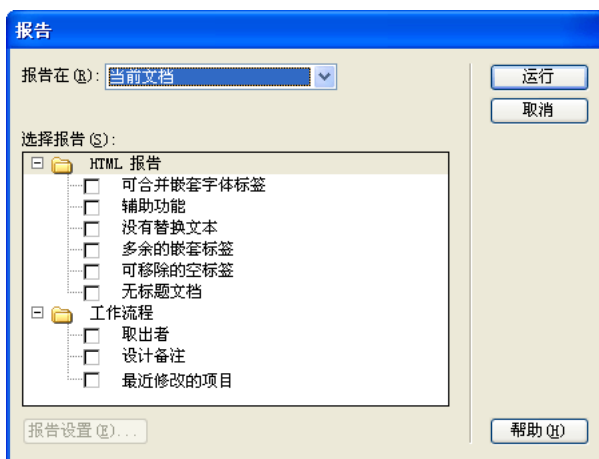 报告
报告在(R): 当前文档
运行
取消
选择报告(S):
HTML 报告
可合并嵌套字体标签
辅助功能
没有替换文本
多余的嵌套标签
可移除的空标签
无标题文档
工作流程
取出者
设计备注
最近修改的项目
报告设置(E)...
帮助(H)